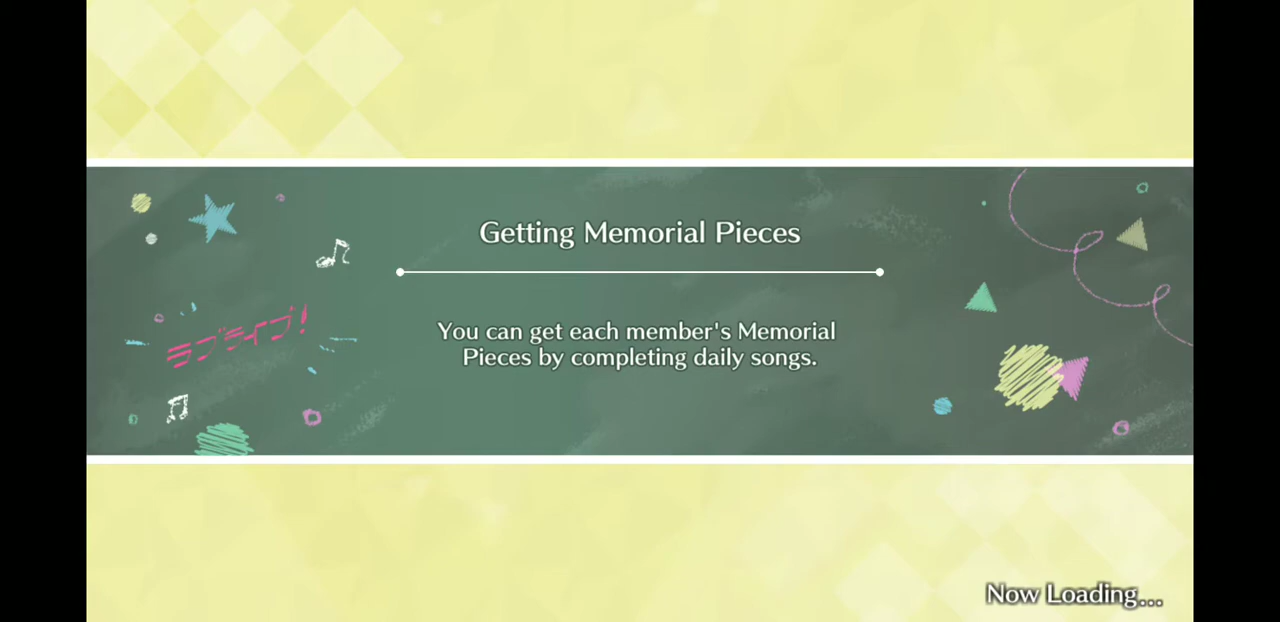 Getting Memorial Pieces
ラブライブ!
You can get each member's Memorial
Pieces by completing daily songs.
Now Loading...